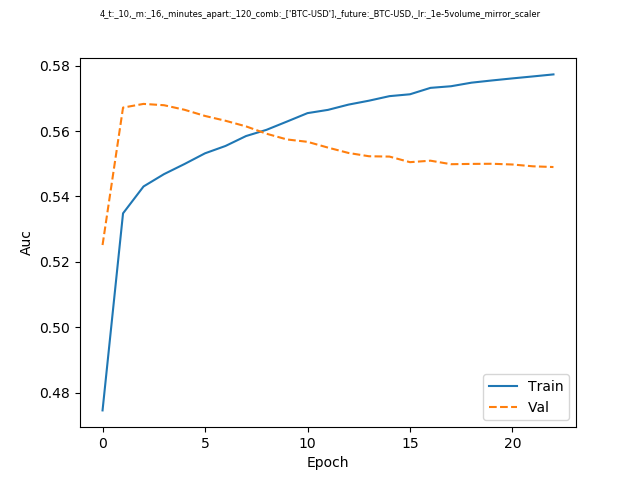 4_t:_10,_m:_16,_minutes_apart:_120_comb:_['BTC-USD'],_future:_BTC-USD,_lr:_1e-5volume_mirror_scaler
0.58
0.56
0.54
0.52
0.50
0.48
Auc
0
5
10
15
20
Epoch
Train
Val